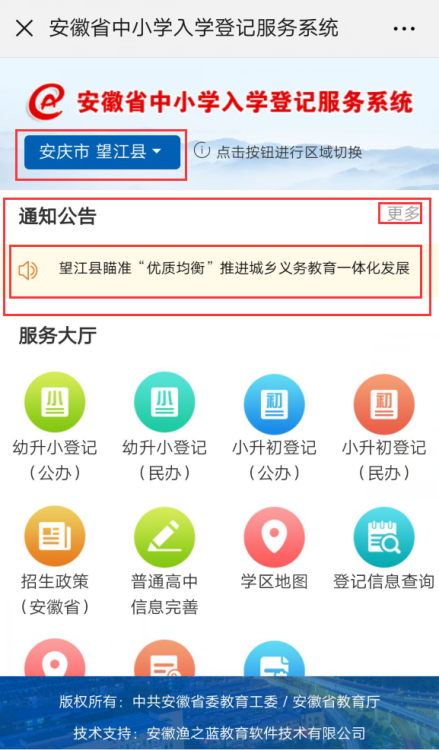 安徽省中小学入学登记服务系统
安徽省中小学入学登记服务系统
安庆市 望江县
点击按钮进行区域切换
通知公告
更多
望江县瞄准“优质均衡”推进城乡义务教育一体化发展
服务大厅
小 小 初 初
幼升小登记 幼升小登记 小升初登记 小升初登记
（公办） （民办） （公办） （民办）
招生政策 普通高中 学区地图 登记信息查询
（安徽省） 信息完善
版权所有：中共安徽省委教育工委 / 安徽省教育厅
技术支持：安徽渔之蓝教育软件技术有限公司